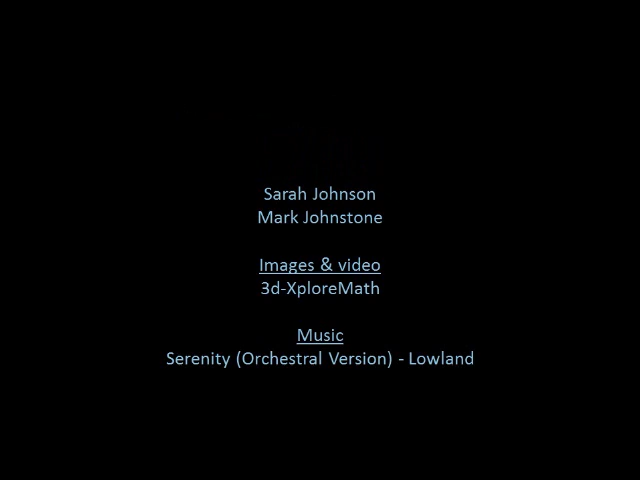 Sarah Johnson
Mark Johnstone
Images & video
3d-XploreMath
Music
Serenity (Orchestral Version) - Lowland